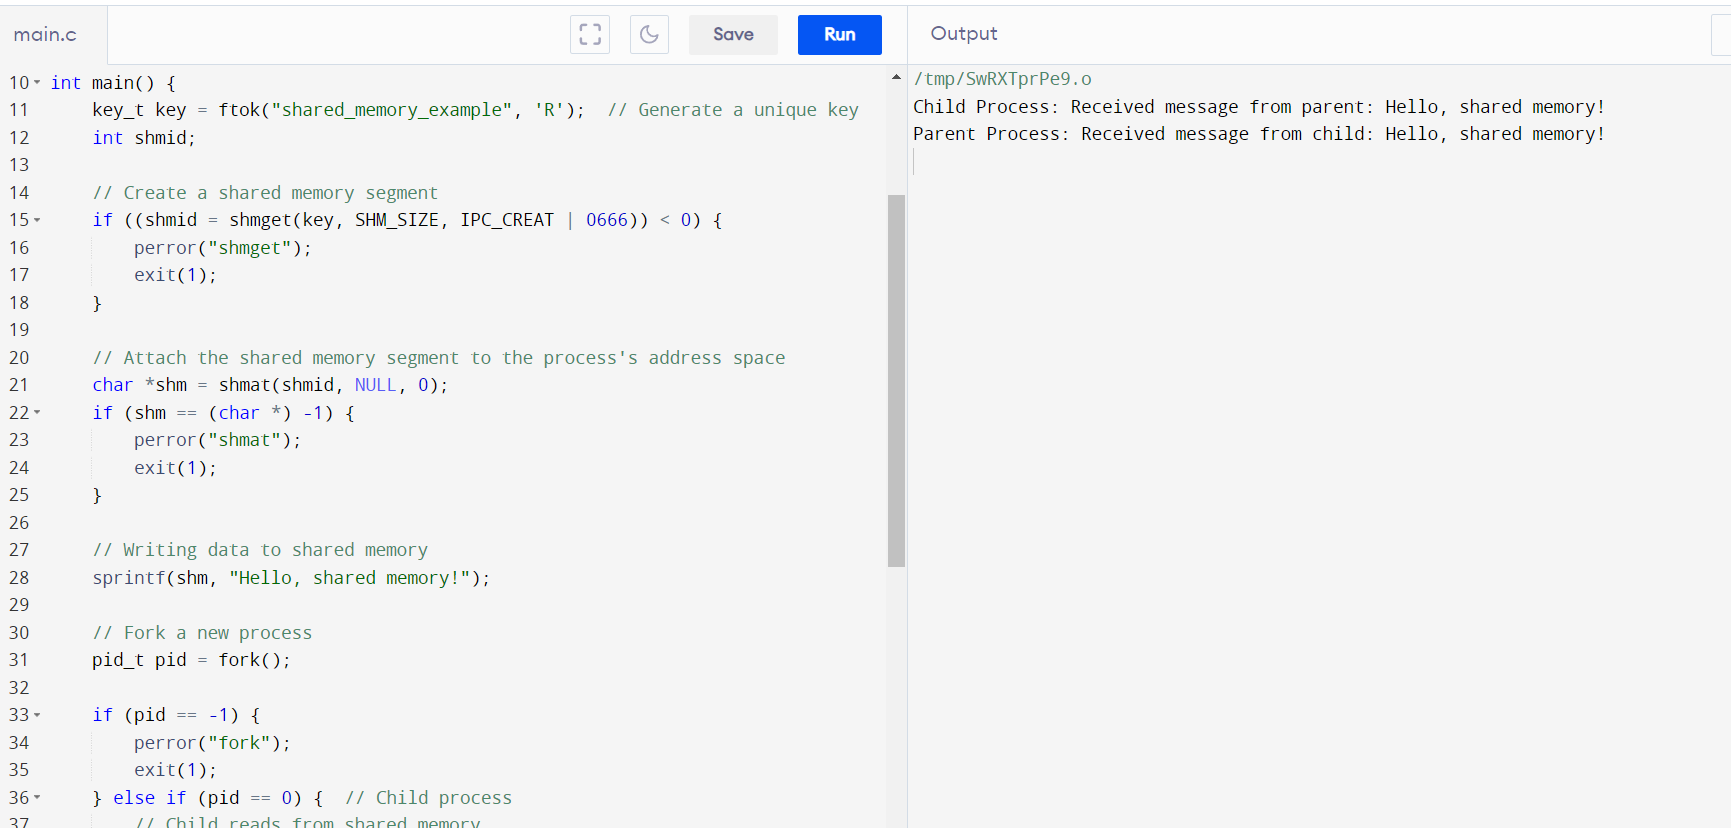 main.c
Save
Run
Output
10 int main() {
11     key_t key = ftok("shared_memory_example", 'R');  // Generate a unique key
12     int shmid;
13
14     // Create a shared memory segment
15     if ((shmid = shmget(key, SHM_SIZE, IPC_CREAT | 0666)) < 0) {
16         perror("shmget");
17         exit(1);
18     }
19
20     // Attach the shared memory segment to the process's address space
21     char *shm = shmat(shmid, NULL, 0);
22     if (shm == (char *) -1) {
23         perror("shmat");
24         exit(1);
25     }
26
27     // Writing data to shared memory
28     sprintf(shm, "Hello, shared memory!");
29
30     // Fork a new process
31     pid_t pid = fork();
32
33     if (pid == -1) {
34         perror("fork");
35         exit(1);
36     } else if (pid == 0) {  // Child process
37         // Child reads from shared memory
/tmp/SwRXTprPe9.o
Child Process: Received message from parent: Hello, shared memory!
Parent Process: Received message from child: Hello, shared memory!